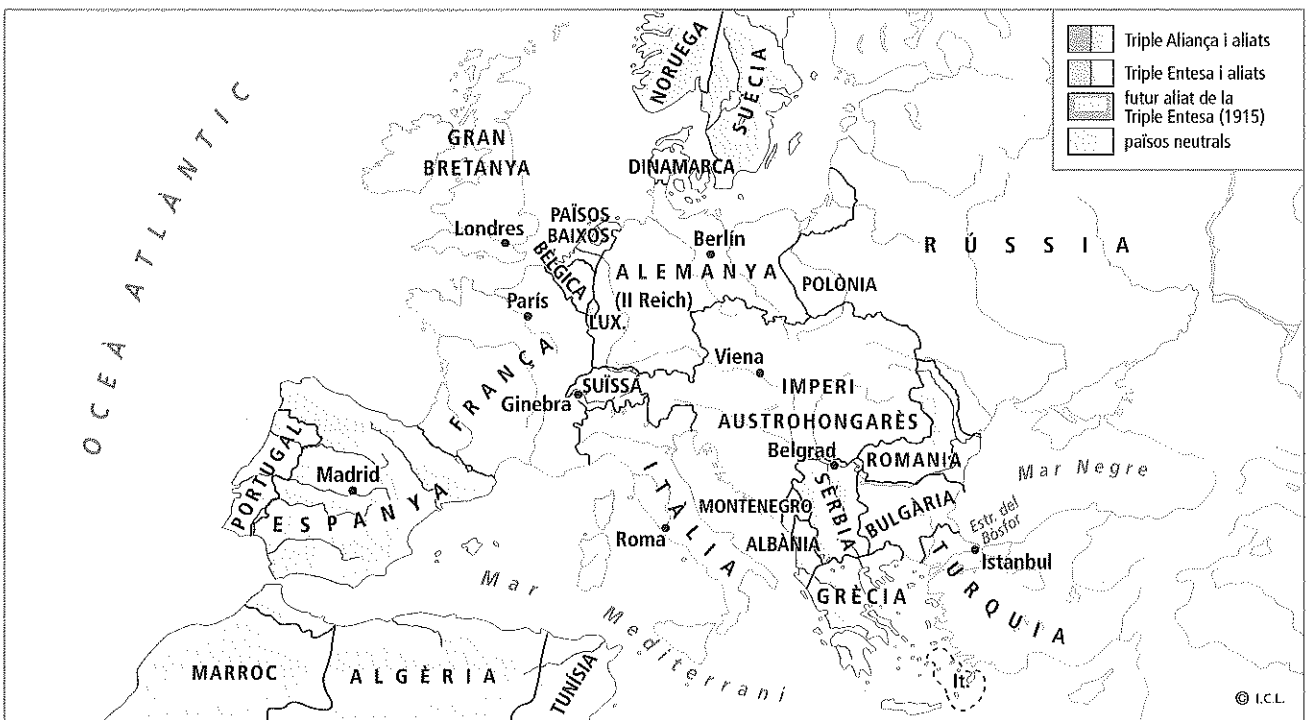 Triple Aliança i aliats
Triple Entesa i aliats
futur aliat de la
Triple Entesa (1915)
països neutrals
OCEÀ ATLÀNTIC
NORUEGA
SUÈCIA
GRAN
BRETANYA
DINAMARCA
Londres
PAÏSOS
BAIXOS
BÈLGICA
Berlín
ALEMANYA
(II Reich)
RÚSSIA
POLÒNIA
París
LUX.
FRANÇA
Viena
SUÏSSA
Ginebra
IMPERI
AUSTROHONGARÈS
Belgrad
ROMANIA
Mar Negre
PORTUGAL
Madrid
ESPANYA
ITÀLIA
Roma
MONTENEGRO
SÈRBIA
BULGÀRIA
ALBÀNIA
Estr. del
Bòsfor
Istanbul
TURQUIA
GRÈCIA
Mar Mediterrani
MARROC
ALGÈRIA
TUNÍSIA
It.
© I.C.L.